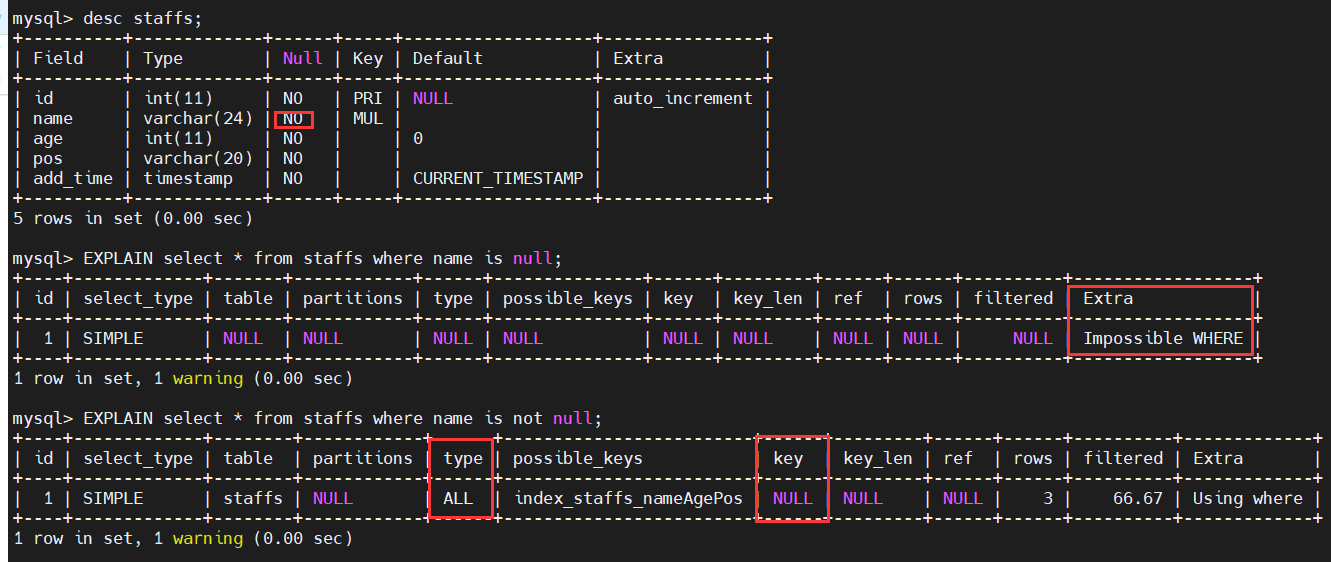 mysql> desc staffs;
+----------+-------------+------+-----+-------------------+----------------+
| Field    | Type        | Null | Key | Default           | Extra          |
+----------+-------------+------+-----+-------------------+----------------+
| id       | int(11)     | NO   | PRI | NULL              | auto_increment |
| name     | varchar(24) | NO   | MUL |                   |                |
| age      | int(11)     | NO   |     | 0                 |                |
| pos      | varchar(20) | NO   |     |                   |                |
| add_time | timestamp   | NO   |     | CURRENT_TIMESTAMP |                |
+----------+-------------+------+-----+-------------------+----------------+
5 rows in set (0.00 sec)

mysql> EXPLAIN select * from staffs where name is null;
+----+-------------+-------+------------+------+---------------+------+---------+------+------+----------+------------------+
| id | select_type | table | partitions | type | possible_keys | key  | key_len | ref  | rows | filtered | Extra            |
+----+-------------+-------+------------+------+---------------+------+---------+------+------+----------+------------------+
|  1 | SIMPLE      | NULL  | NULL       | NULL | NULL          | NULL | NULL    | NULL | NULL |     NULL | Impossible WHERE |
+----+-------------+-------+------------+------+---------------+------+---------+------+------+----------+------------------+
1 row in set, 1 warning (0.00 sec)

mysql> EXPLAIN select * from staffs where name is not null;
+----+-------------+--------+------------+------+-------------------------+------+---------+------+------+----------+-------------+
| id | select_type | table  | partitions | type | possible_keys           | key  | key_len | ref  | rows | filtered | Extra       |
+----+-------------+--------+------------+------+-------------------------+------+---------+------+------+----------+-------------+
|  1 | SIMPLE      | staffs | NULL       | ALL  | index_staffs_nameAgePos | NULL | NULL    | NULL |    3 |    66.67 | Using where |
+----+-------------+--------+------------+------+-------------------------+------+---------+------+------+----------+-------------+
1 row in set, 1 warning (0.00 sec)